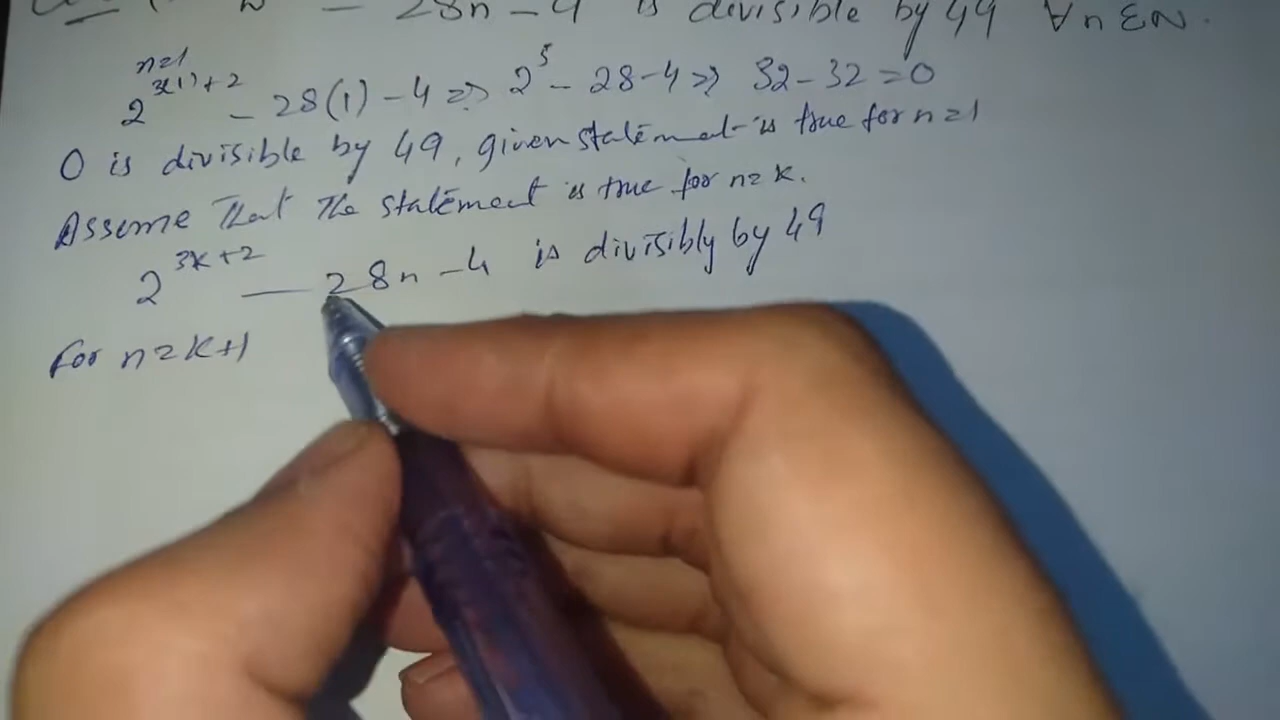 - 28n - 4 is divisible by 49 ∀ n ∈ N.
n=1
2^{3(1)+2} - 28(1) - 4 => 2^5 - 28 - 4 => 32 - 32 = 0
0 is divisible by 49, given statement is true for n=1
Assume That The statement is true for n=k.
2^{3k+2} - 28n - 4 is divisibly by 49
For n=k+1